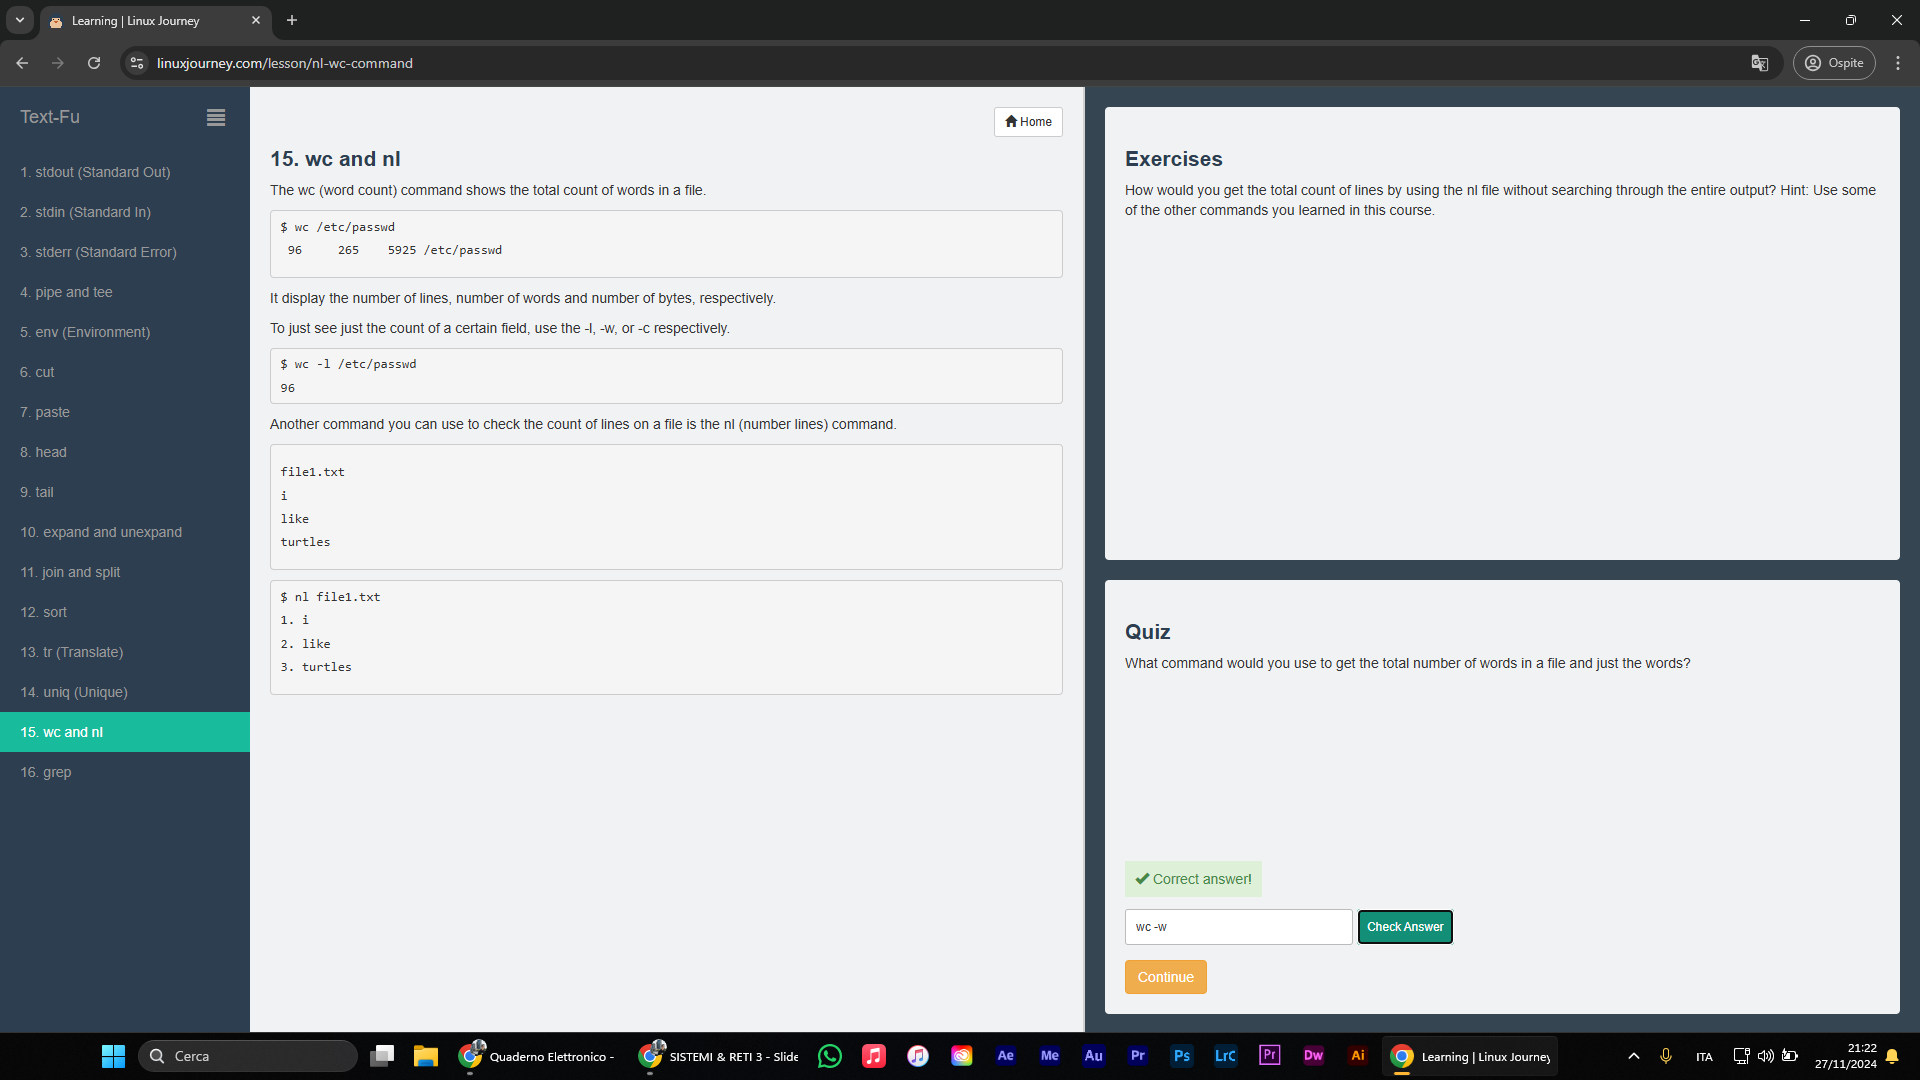 Learning | Linux Journey
linuxjourney.com/lesson/nl-wc-command
Ospite
Text-Fu
1. stdout (Standard Out)
2. stdin (Standard In)
3. stderr (Standard Error)
4. pipe and tee
5. env (Environment)
6. cut
7. paste
8. head
9. tail
10. expand and unexpand
11. join and split
12. sort
13. tr (Translate)
14. uniq (Unique)
15. wc and nl
16. grep
Home
15. wc and nl
The wc (word count) command shows the total count of words in a file.
$ wc /etc/passwd
96 265 5925 /etc/passwd
It display the number of lines, number of words and number of bytes, respectively.
To just see just the count of a certain field, use the -l, -w, or -c respectively.
$ wc -l /etc/passwd
96
Another command you can use to check the count of lines on a file is the nl (number lines) command.
file1.txt
i
like
turtles
$ nl file1.txt
1. i
2. like
3. turtles
Exercises
How would you get the total count of lines by using the nl file without searching through the entire output? Hint: Use some
of the other commands you learned in this course.
Quiz
What command would you use to get the total number of words in a file and just the words?
Correct answer!
wc -w
Check Answer
Continue
Cerca
Quaderno Elettronico -
SISTEMI & RETI 3 - Slide
Ae
Me
Au
Pr
Ps
LrC
Pr
Dw
Ai
Learning | Linux Journey
ITA
21:22
27/11/2024